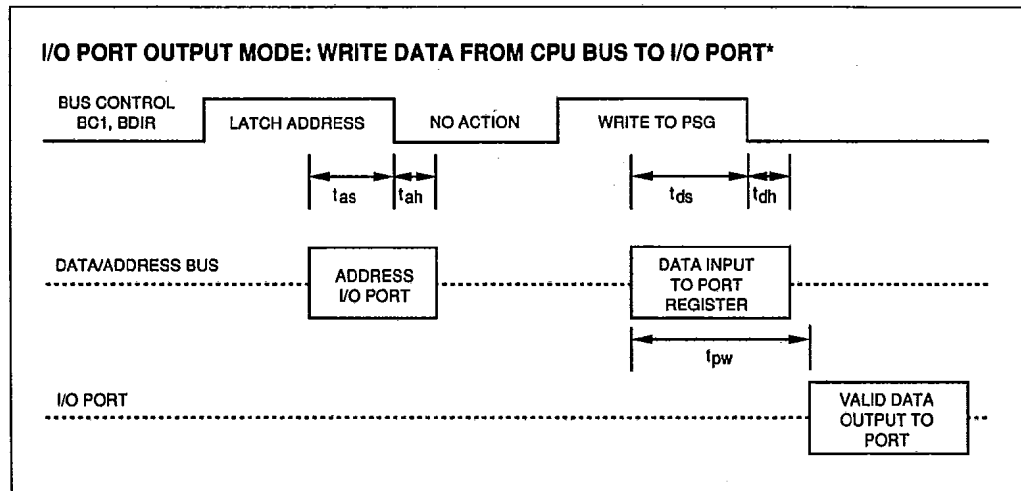 I/O PORT OUTPUT MODE: WRITE DATA FROM CPU BUS TO I/O PORT*
BUS CONTROL
BC1, BDIR
LATCH ADDRESS
NO ACTION
WRITE TO PSG
tas
tah
tds
tdh
DATA/ADDRESS BUS
ADDRESS
I/O PORT
DATA INPUT
TO PORT
REGISTER
tpw
I/O PORT
VALID DATA
OUTPUT TO
PORT